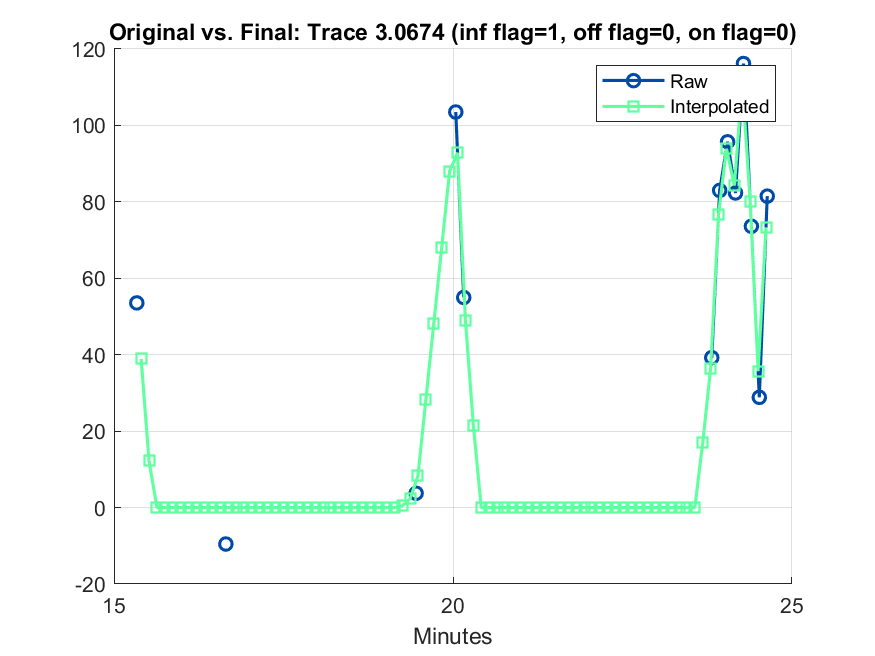 Original vs. Final: Trace 3.0674 (inf flag=1, off flag=0, on flag=0)
120
100
80
60
40
20
0
-20
Raw
Interpolated
15
20
25
Minutes